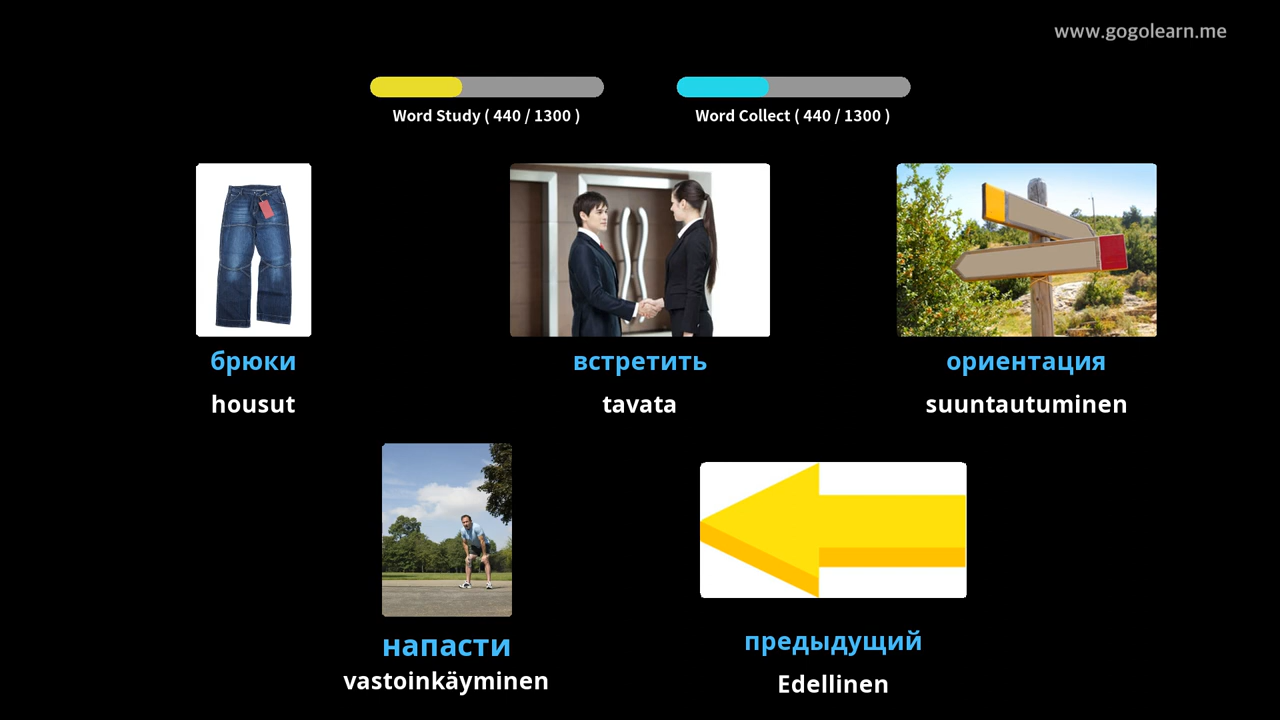 www.gogolearn.me
Word Study ( 440 / 1300 )
Word Collect ( 440 / 1300 )
брюки
встретить
ориентация
housut
tavata
suuntautuminen
напасти
предыдущий
vastoinkäyminen
Edellinen